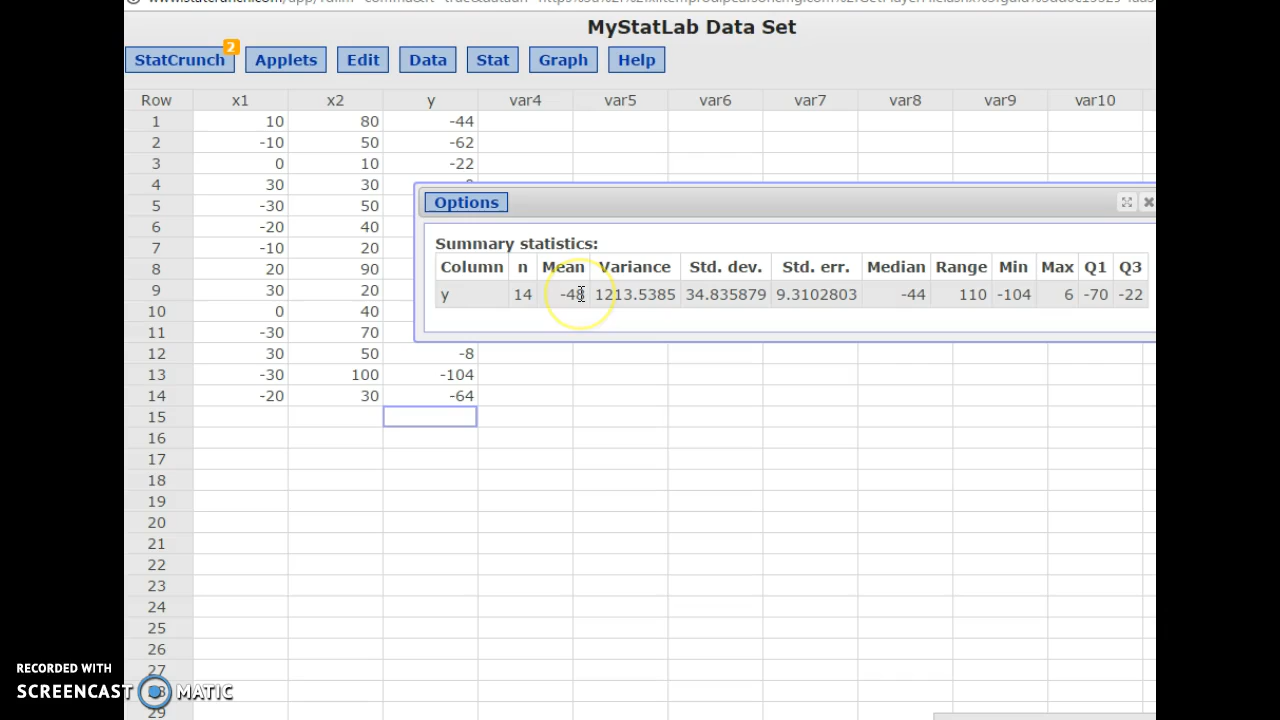 MyStatLab Data Set
2
StatCrunch Applets Edit Data Stat Graph Help
Row x1 x2 y var4 var5 var6 var7 var8 var9 var10
1 10 80 -44
2 -10 50 -62
3 0 10 -22
4 30 30
5 -30 50
Options
6 -20 40
7 -10 20
Summary statistics:
8 20 90
Column n Mean Variance Std. dev. Std. err. Median Range Min Max Q1 Q3
9 30 20
y 14 -48 1213.5385 34.835879 9.3102803 -44 110 -104 6 -70 -22
10 0 40
11 -30 70
12 30 50 -8
13 -30 100 -104
14 -20 30 -64
15
16
17
18
19
20
21
22
23
24
25
26
27
28
29
RECORDED WITH
SCREENCAST MATIC